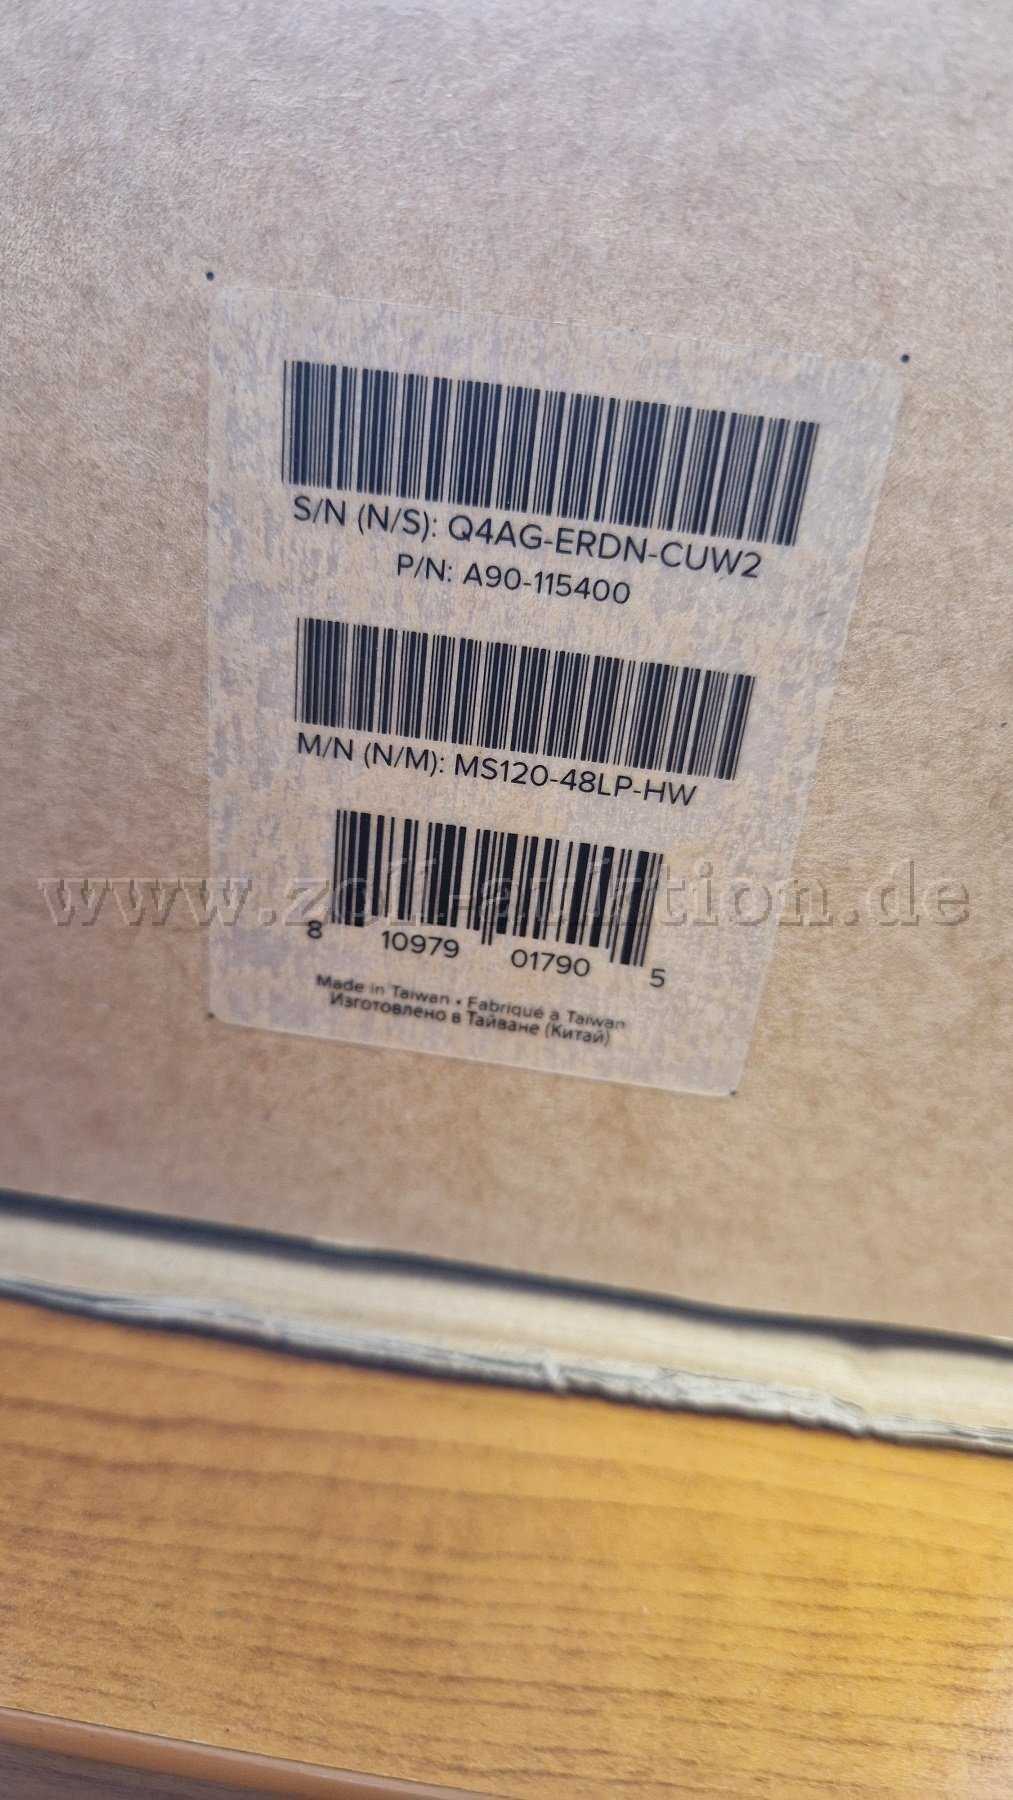 S/N (N/S): Q4AG-ERDN-CUW2
P/N: A90-115400
M/N (N/M): MS120-48LP-HW
www.zoll-auktion.de
8 10979 01790 5
Made in Taiwan • Fabriqué a Taiwan
Изготовлено в Тайване (Китай)